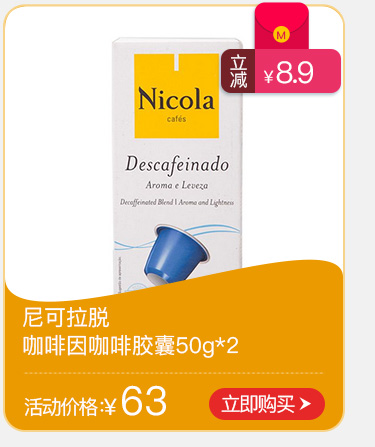 M
立减
¥8.9
Nicola
cafés
Descafeinado
Aroma e Leveza
Decaffeinated Blend \ Aroma and Lightness
尼可拉脱
咖啡因咖啡胶囊50g*2
活动价格:¥63
立即购买